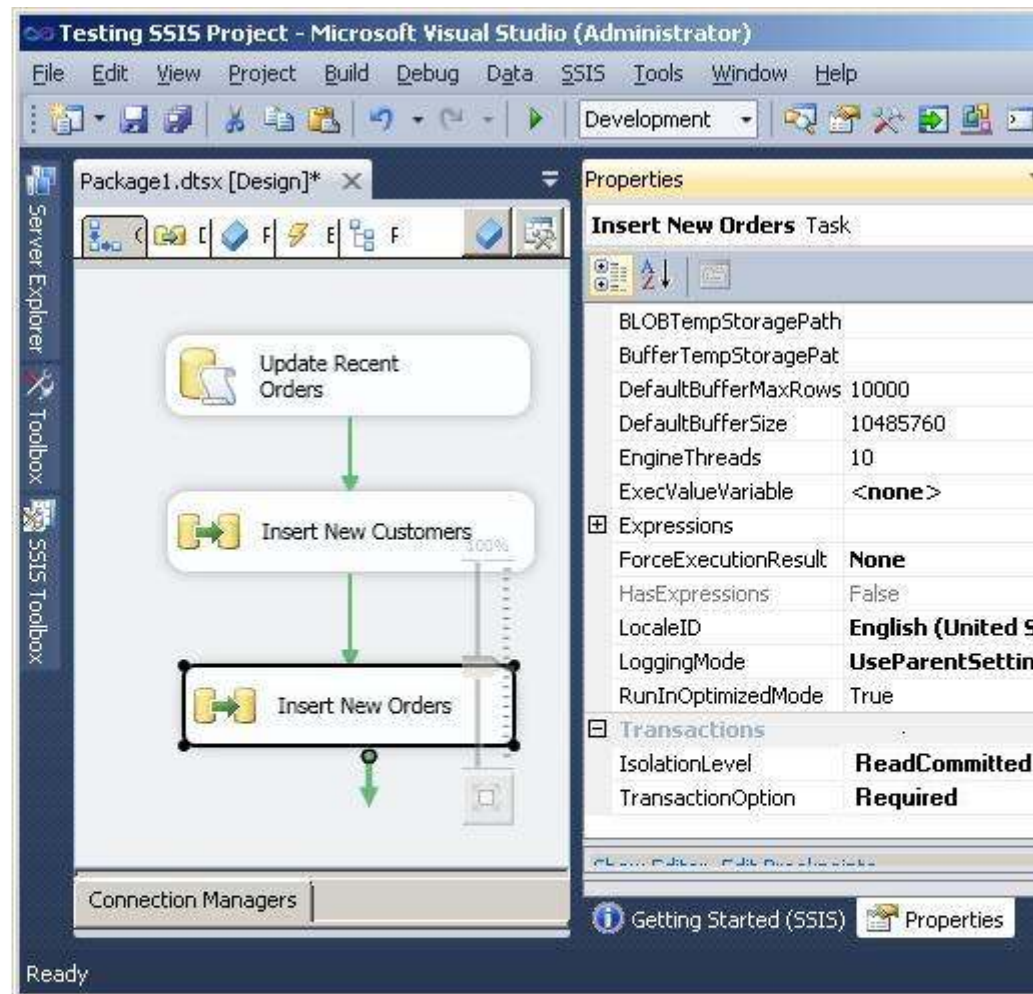 Testing SSIS Project - Microsoft Visual Studio (Administrator)
File Edit View Project Build Debug Data SSIS Tools Window Help
Development
Server Explorer
Toolbox
SSIS Toolbox
Package1.dtsx [Design]*
F E F
Update Recent
Orders
Insert New Customers
100%
Insert New Orders
Connection Managers
Properties
Insert New Orders Task
BLOBTempStoragePath
BufferTempStoragePat
DefaultBufferMaxRows 10000
DefaultBufferSize 10485760
EngineThreads 10
ExecValueVariable <none>
Expressions
ForceExecutionResult None
HasExpressions False
LocaleID English (United S
LoggingMode UseParentSettin
RunInOptimizedMode True
Transactions
IsolationLevel ReadCommitted
TransactionOption Required
Getting Started (SSIS) Properties
Ready